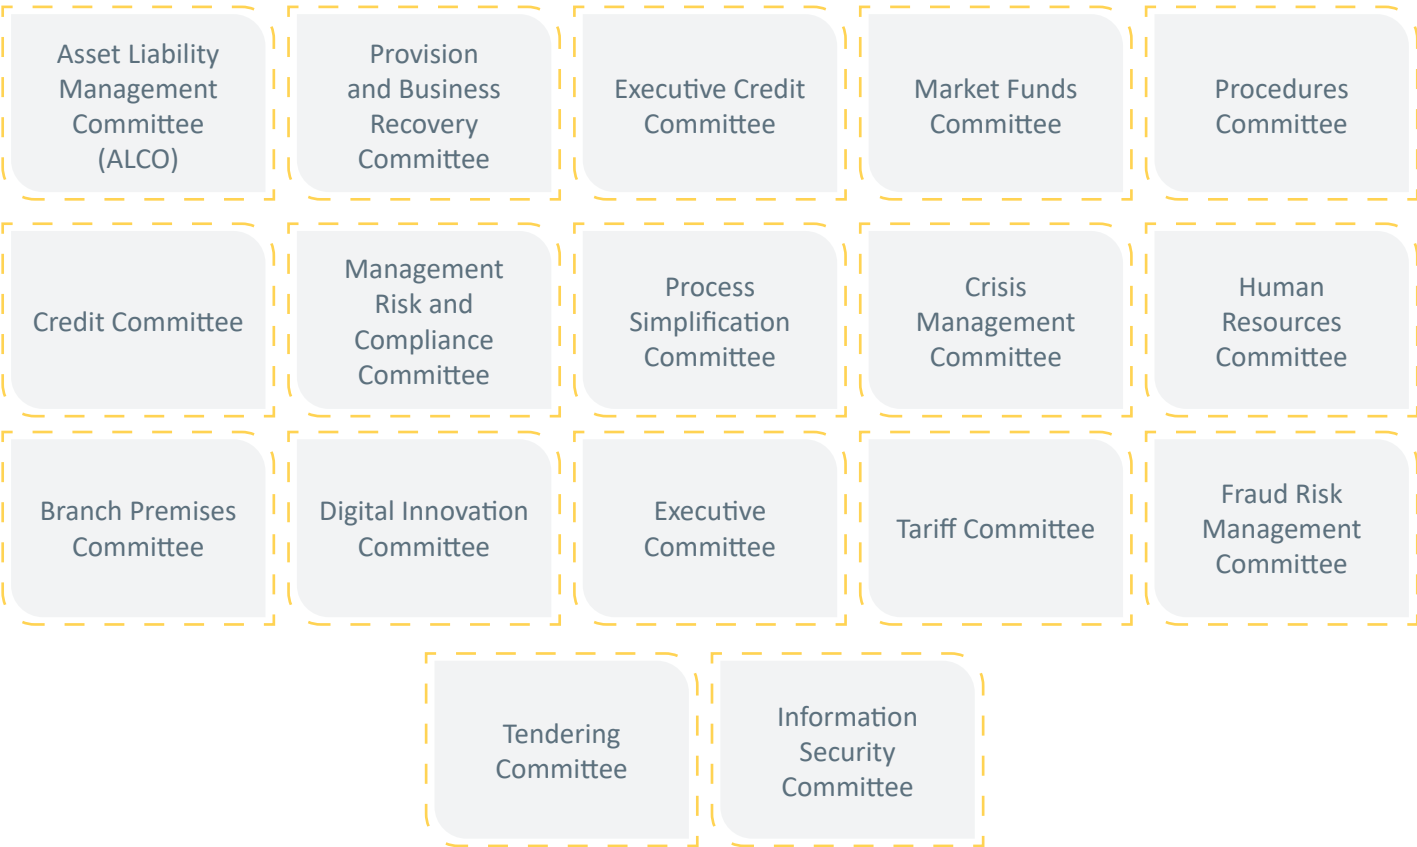 Asset Liability
Management
Committee
(ALCO)
Provision
and Business
Recovery
Committee
Executive Credit
Committee
Market Funds
Committee
Procedures
Committee
Credit Committee
Management
Risk and
Compliance
Committee
Process
Simplification
Committee
Crisis
Management
Committee
Human
Resources
Committee
Branch Premises
Committee
Digital Innovation
Committee
Executive
Committee
Tariff Committee
Fraud Risk
Management
Committee
Tendering
Committee
Information
Security
Committee